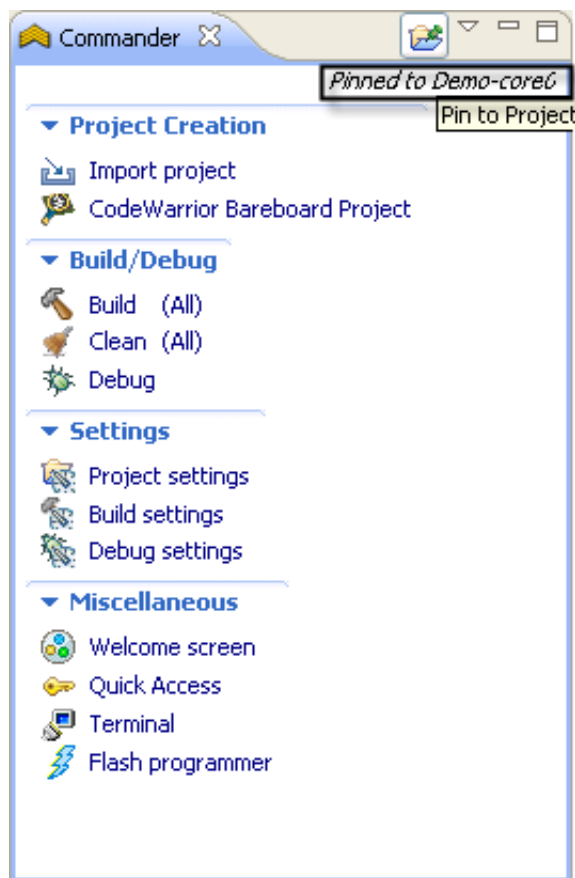 Commander
Pinned to Demo-core0
Pin to Project
Project Creation
Import project
CodeWarrior Bareboard Project
Build/Debug
Build (All)
Clean (All)
Debug
Settings
Project settings
Build settings
Debug settings
Miscellaneous
Welcome screen
Quick Access
Terminal
Flash programmer